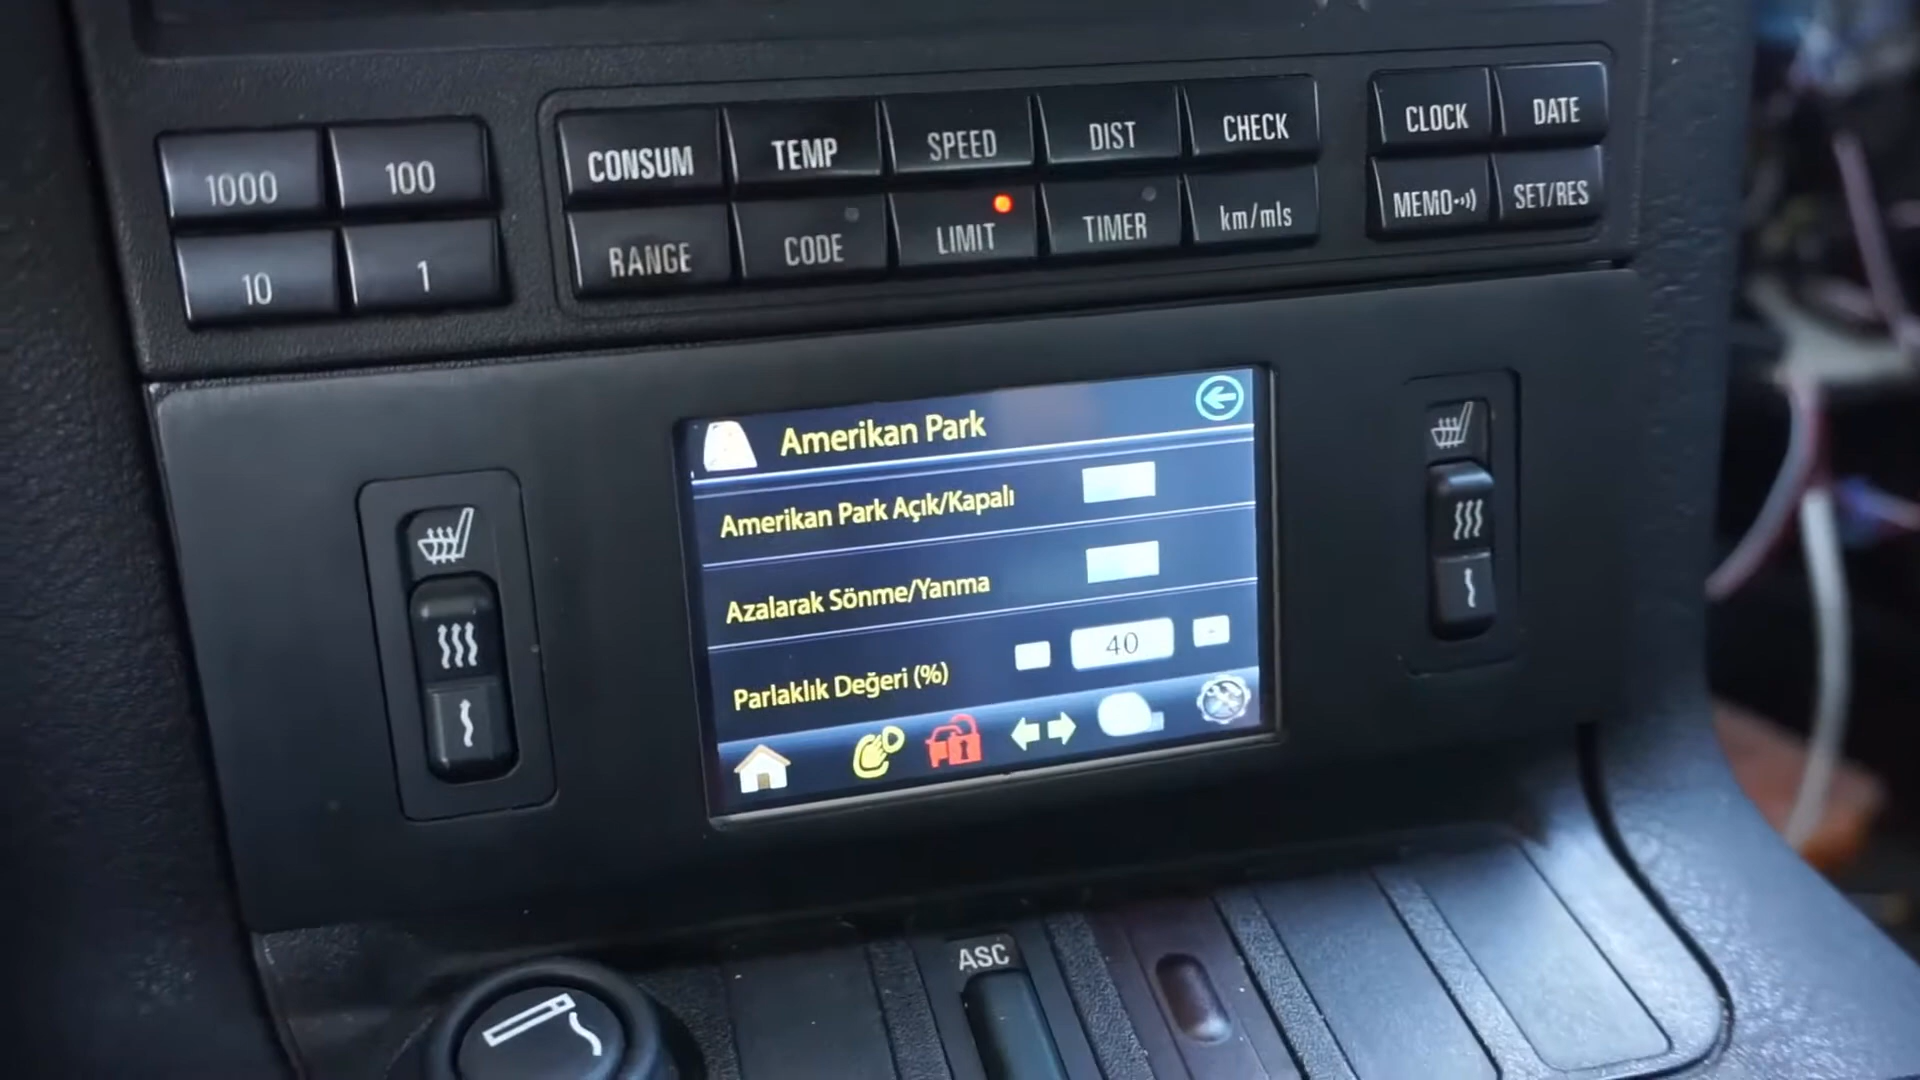 1000 100
10 1
CONSUM TEMP SPEED DIST CHECK
RANGE CODE LIMIT TIMER km/mls
CLOCK DATE
MEMO SET/RES
Amerikan Park
Amerikan Park Açık/Kapalı
Azalarak Sönme/Yanma
Parlaklık Değeri (%) 40
ASC